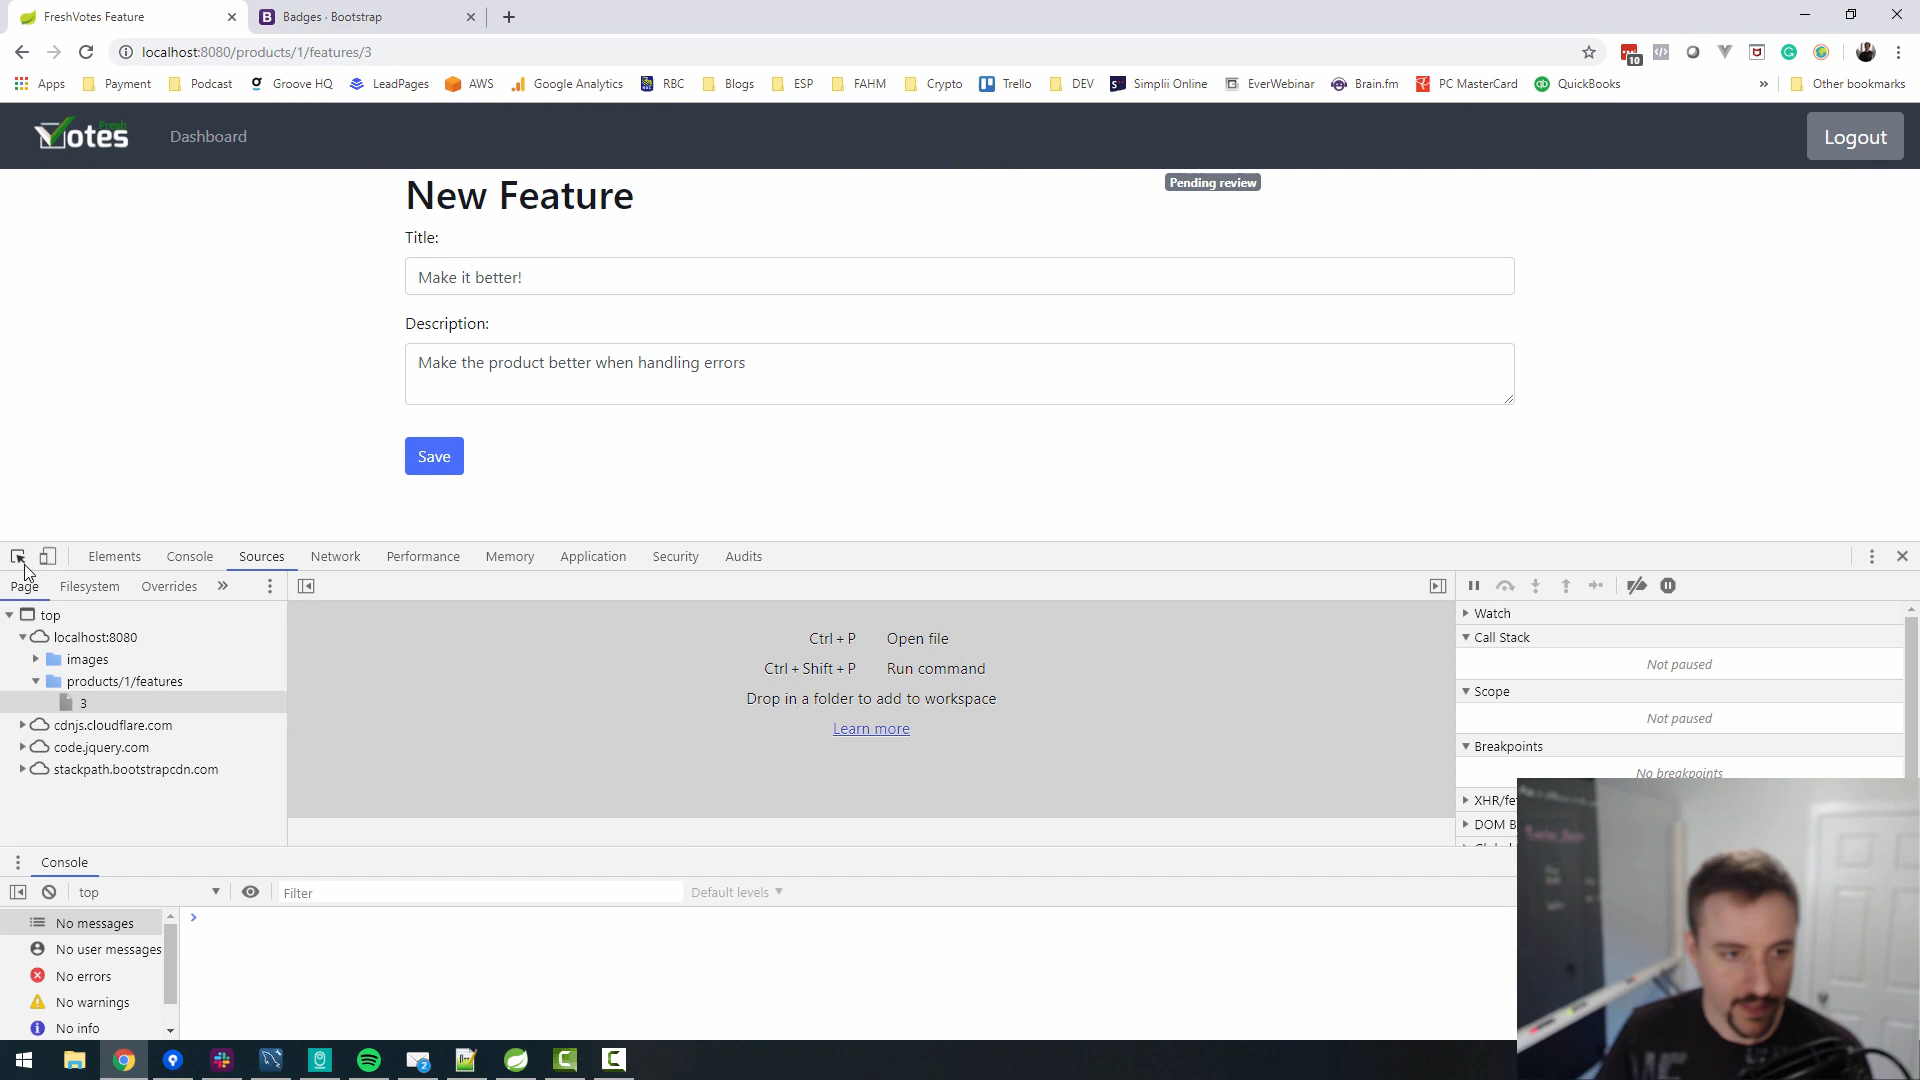 FreshVotes Feature
Badges · Bootstrap
localhost:8080/products/1/features/3
10
Apps
Payment
Podcast
Groove HQ
LeadPages
AWS
Google Analytics
RBC
Blogs
ESP
FAHM
Crypto
Trello
DEV
Simplii Online
EverWebinar
Brain.fm
PC MasterCard
QuickBooks
»
Other bookmarks
Fresh
Votes
Dashboard
Logout
New Feature
Pending review
Title:
Make it better!
Description:
Make the product better when handling errors
Save
Elements
Console
Sources
Network
Performance
Memory
Application
Security
Audits
Page
Filesystem
Overrides
»
top
localhost:8080
images
products/1/features
3
cdnjs.cloudflare.com
code.jquery.com
stackpath.bootstrapcdn.com
Ctrl + P Open file
Ctrl + Shift + P Run command
Drop in a folder to add to workspace
Learn more
Watch
Call Stack
Not paused
Scope
Not paused
Breakpoints
No breakpoints
XHR/fe
DOM B
Console
top
Filter
Default levels
No messages
No user messages
No errors
No warnings
No info
2